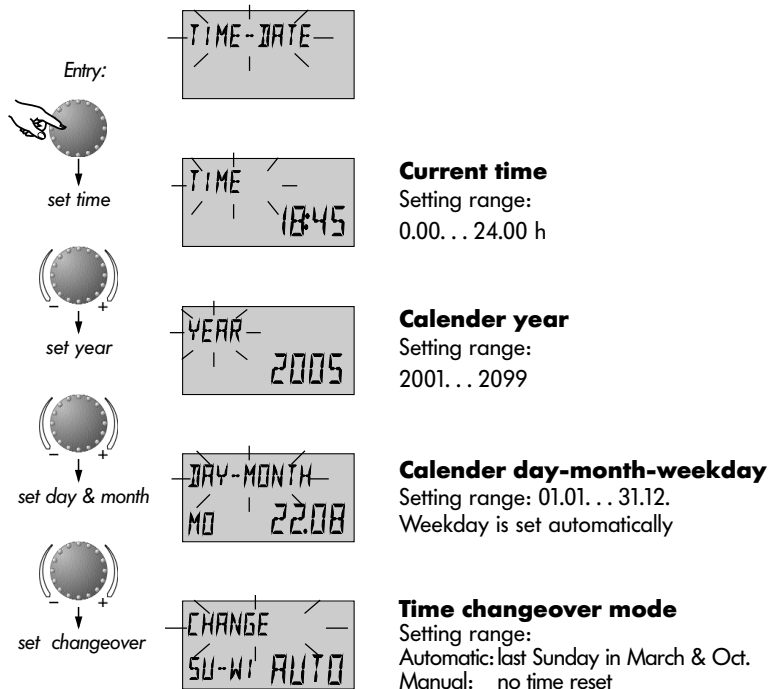 TIME-DATE
Entry:
set time
TIME
18:45
Current time
Setting range:
0.00. . . 24.00 h
– +
set year
YEAR
2005
Calender year
Setting range:
2001. . . 2099
– +
set day & month
DAY-MONTH
MO 22.08
Calender day-month-weekday
Setting range: 01.01. . . 31.12.
Weekday is set automatically
– +
set changeover
CHANGE
SU-WI AUTO
Time changeover mode
Setting range:
Automatic: last Sunday in March & Oct.
Manual: no time reset